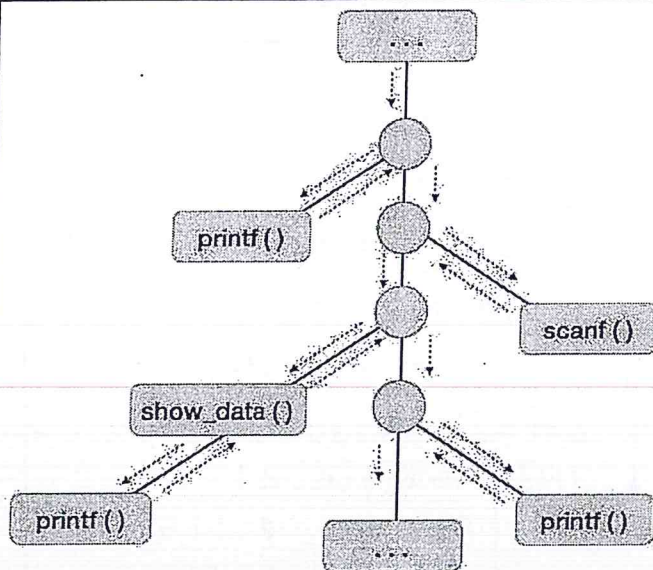 ...
printf()
scanf()
show_data()
printf()
printf()
...